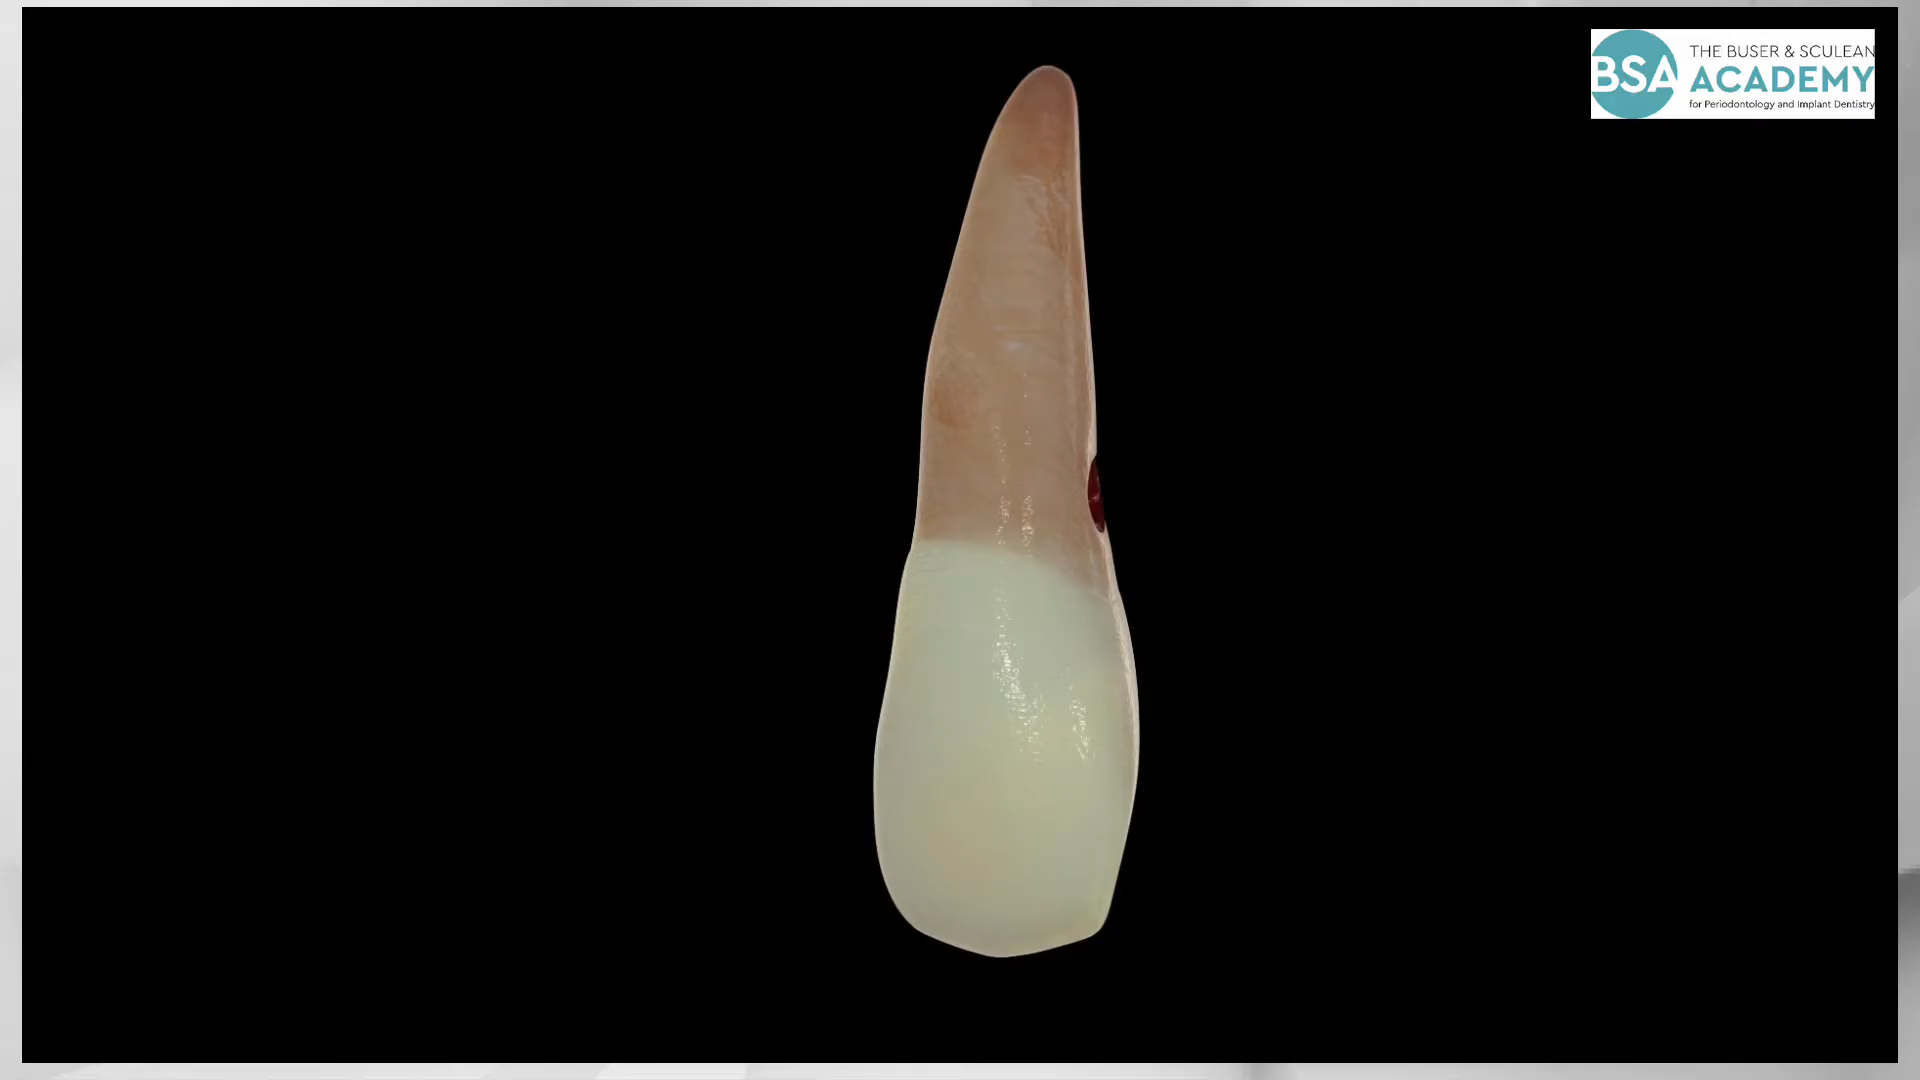 BSA
THE BUSER & SCULEAN
ACADEMY
for Periodontology and Implant Dentistry